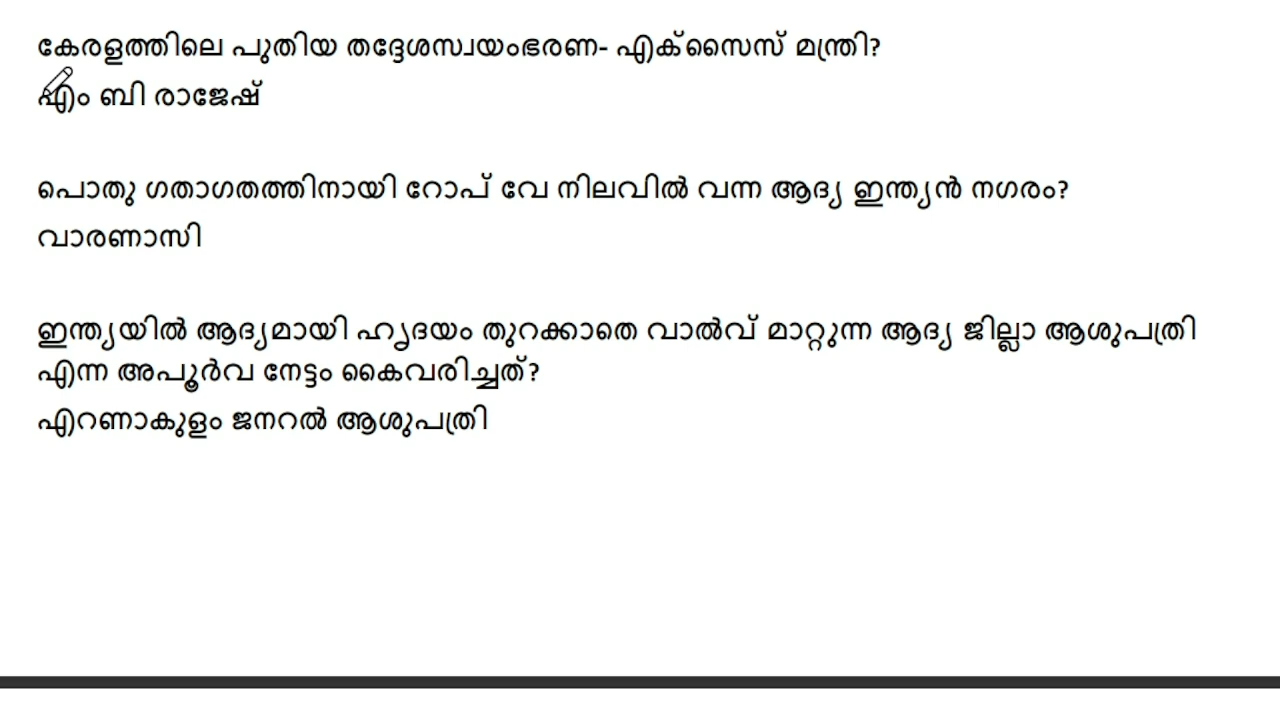 കേരളത്തിലെ പുതിയ തദ്ദേശസ്വയംഭരണ- എക്സൈസ് മന്ത്രി?
എം ബി രാജേഷ്
പൊതു ഗതാഗതത്തിനായി റോപ് വേ നിലവിൽ വന്ന ആദ്യ ഇന്ത്യൻ നഗരം?
വാരണാസി
ഇന്ത്യയിൽ ആദ്യമായി ഹൃദയം തുറക്കാതെ വാൽവ് മാറ്റുന്ന ആദ്യ ജില്ലാ ആശുപത്രി
എന്ന അപൂർവ നേട്ടം കൈവരിച്ചത്?
എറണാകുളം ജനറൽ ആശുപത്രി